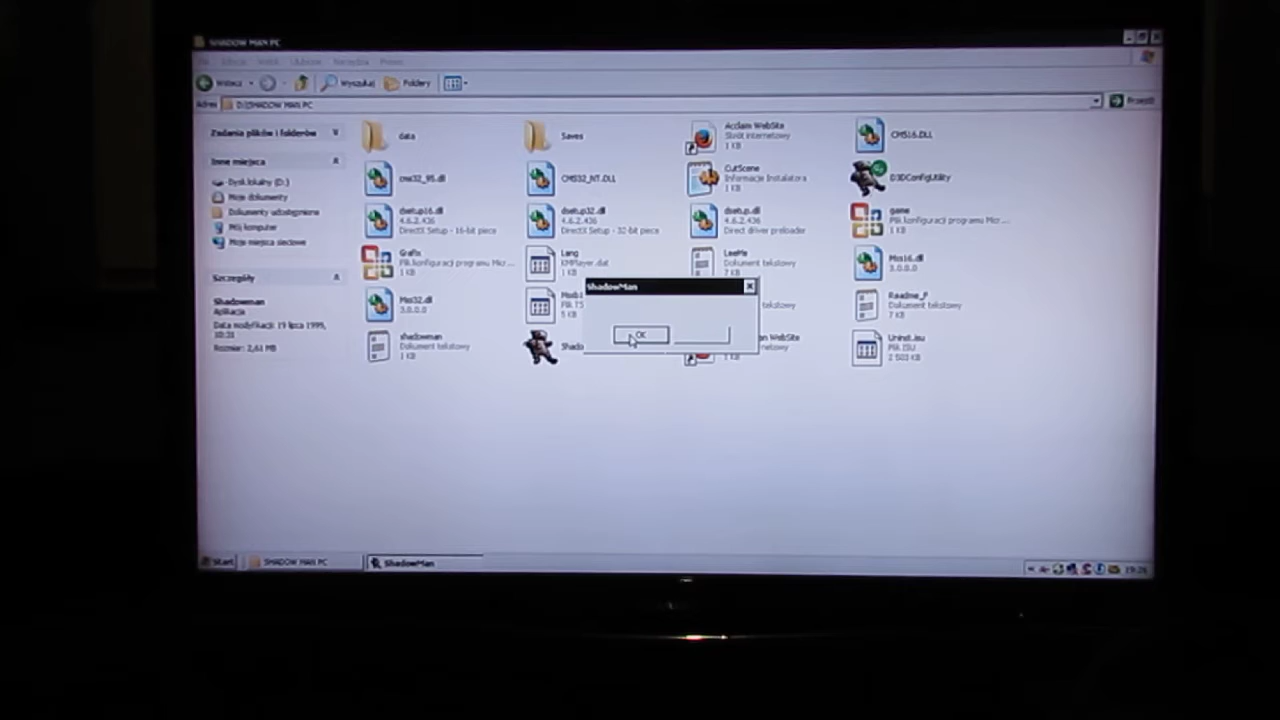 SHADOW MAN PC
Wstecz
Wyszukaj
Foldery
Adres
D:\SHADOW MAN PC
Przejdź
Zadania plików i folderów
Inne miejsca
Dysk lokalny (D:)
Moje dokumenty
Dokumenty udostępnione
Mój komputer
Moje miejsca sieciowe
Szczegóły
Shadowman
Aplikacja
Data modyfikacji: 19 lipca 1999,
10:31
Rozmiar: 2,61 MB
data
Saves
Acclaim WebSite
Skrót internetowy
1 KB
CMS16.DLL
cms32_95.dll
CMS32_NT.DLL
CutScene
Informacje Instalatora
1 KB
D3DConfigUtility
dsetup16.dll
4.6.2.436
DirectX Setup - 16-bit piece
dsetup32.dll
4.6.2.436
DirectX Setup - 32-bit piece
dsetup.dll
4.6.2.436
Direct driver preloader
game
Plik konfiguracji programu Micr...
1 KB
Grafix
Plik konfiguracji programu Micr...
1 KB
Lang
KMPlayer.dat
1 KB
LeeMe
Dokument tekstowy
7 KB
Mss16.dll
3.0.0.0
Mss32.dll
3.0.0.0
5 KB
tekstowy
Readme_P
Dokument tekstowy
7 KB
shadowman
Dokument tekstowy
1 KB
Shado
an WebSite
netowy
1 KB
Uninst.isu
Plik ISU
2 503 KB
ShadowMan
OK
Start
SHADOW MAN PC
ShadowMan